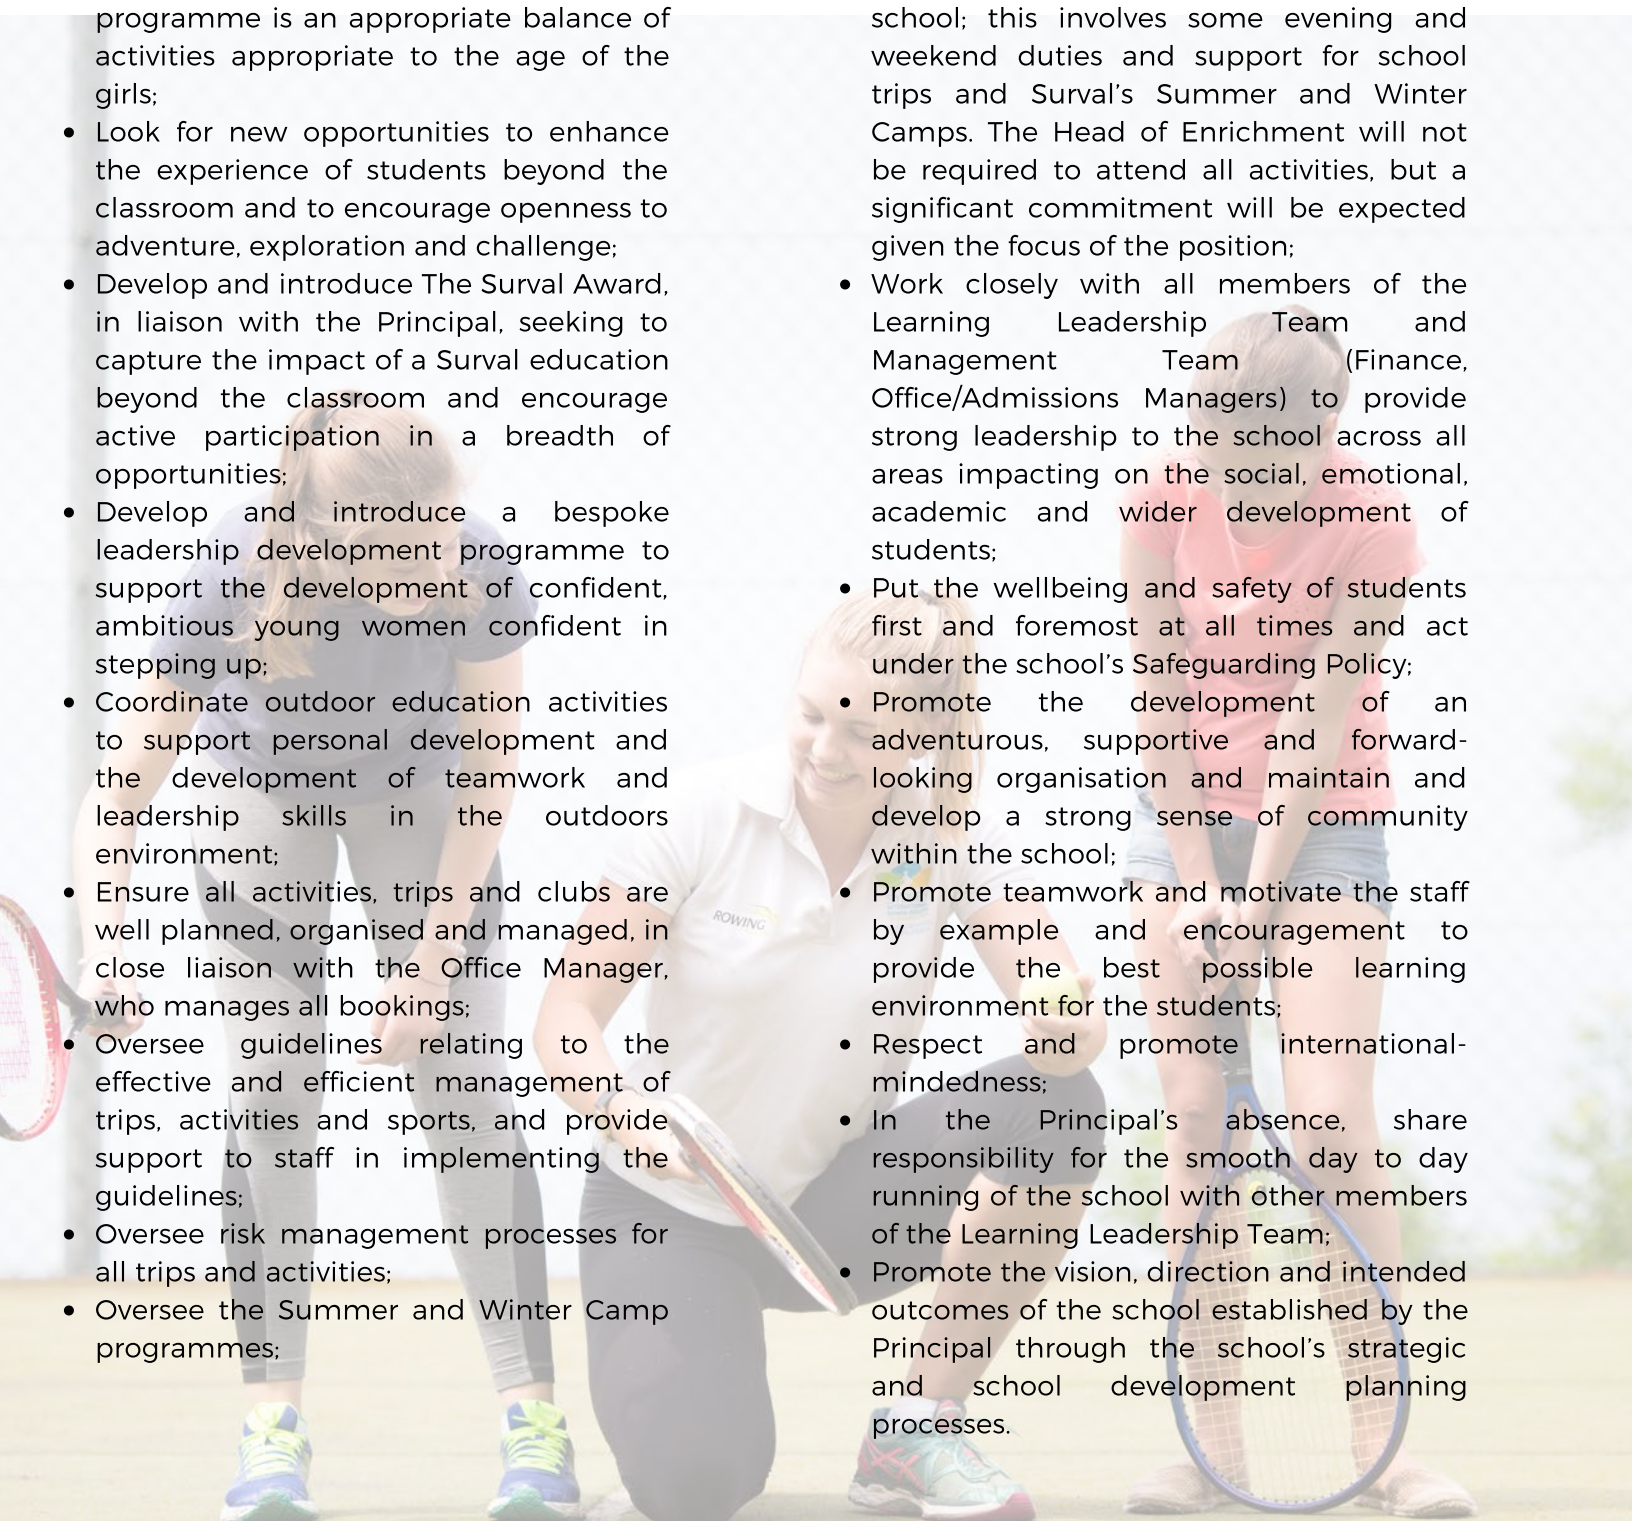 programme is an appropriate balance of
activities appropriate to the age of the
girls;
• Look for new opportunities to enhance
the experience of students beyond the
classroom and to encourage openness to
adventure, exploration and challenge;
• Develop and introduce The Surval Award,
in liaison with the Principal, seeking to
capture the impact of a Surval education
beyond the classroom and encourage
active participation in a breadth of
opportunities;
• Develop and introduce a bespoke
leadership development programme to
support the development of confident,
ambitious young women confident in
stepping up;
• Coordinate outdoor education activities
to support personal development and
the development of teamwork and
leadership skills in the outdoors
environment;
• Ensure all activities, trips and clubs are
well planned, organised and managed, in
close liaison with the Office Manager,
who manages all bookings;
• Oversee guidelines relating to the
effective and efficient management of
trips, activities and sports, and provide
support to staff in implementing the
guidelines;
• Oversee risk management processes for
all trips and activities;
• Oversee the Summer and Winter Camp
programmes;
school; this involves some evening and
weekend duties and support for school
trips and Surval’s Summer and Winter
Camps. The Head of Enrichment will not
be required to attend all activities, but a
significant commitment will be expected
given the focus of the position;
• Work closely with all members of the
Learning Leadership Team and
Management Team (Finance,
Office/Admissions Managers) to provide
strong leadership to the school across all
areas impacting on the social, emotional,
academic and wider development of
students;
• Put the wellbeing and safety of students
first and foremost at all times and act
under the school’s Safeguarding Policy;
• Promote the development of an
adventurous, supportive and forward-
looking organisation and maintain and
develop a strong sense of community
within the school;
• Promote teamwork and motivate the staff
by example and encouragement to
provide the best possible learning
environment for the students;
• Respect and promote international-
mindedness;
• In the Principal’s absence, share
responsibility for the smooth day to day
running of the school with other members
of the Learning Leadership Team;
• Promote the vision, direction and intended
outcomes of the school established by the
Principal through the school’s strategic
and school development planning
processes.
ROWING